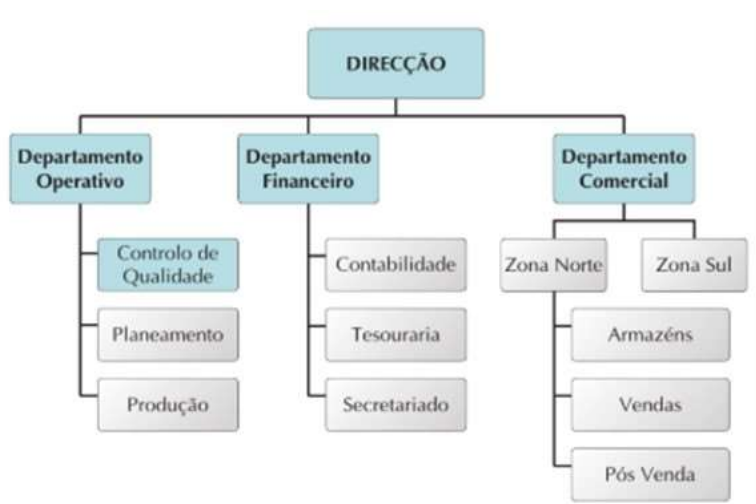 DIRECÇÃO
Departamento
Operativo
Departamento
Financeiro
Departamento
Comercial
Controlo de
Qualidade
Planeamento
Produção
Contabilidade
Tesouraria
Secretariado
Zona Norte
Zona Sul
Armazéns
Vendas
Pós Venda